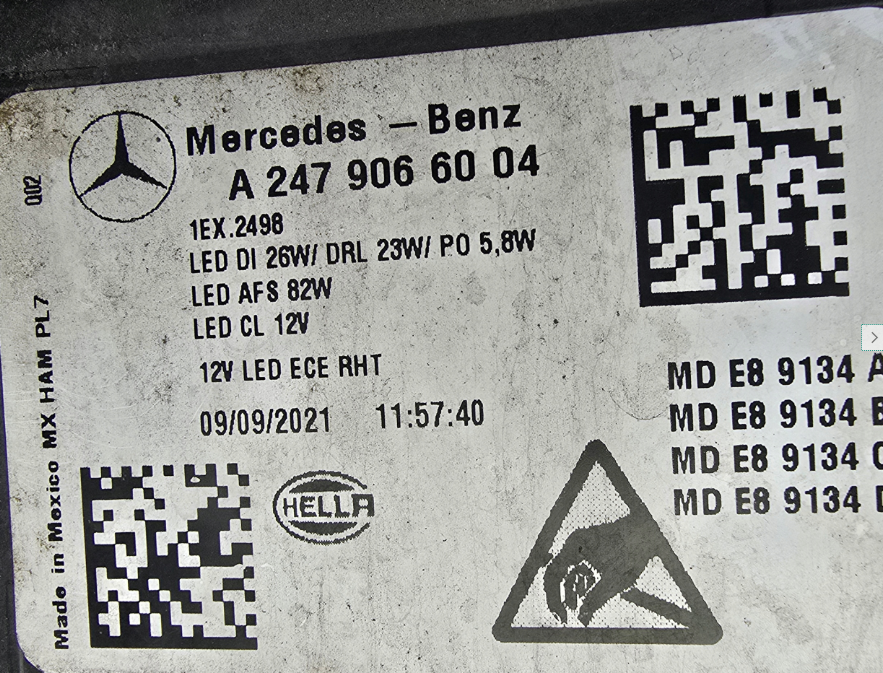 Mercedes – Benz
A 247 906 60 04
1EX.2498
LED DI 26W/ DRL 23W/ PO 5,8W
LED AFS 82W
LED CL 12V
12V LED ECE RHT
09/09/2021 11:57:40
HELLA
MD E8 9134 A
MD E8 9134
MD E8 9134
MD E8 9134
Q02
Made in Mexico MX HAM PL7